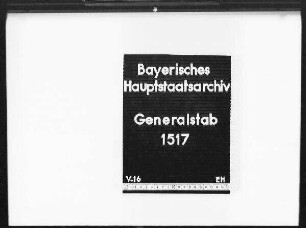 Bayerisches
Hauptstaatsarchiv
Generalstab
1517
V-16 EH